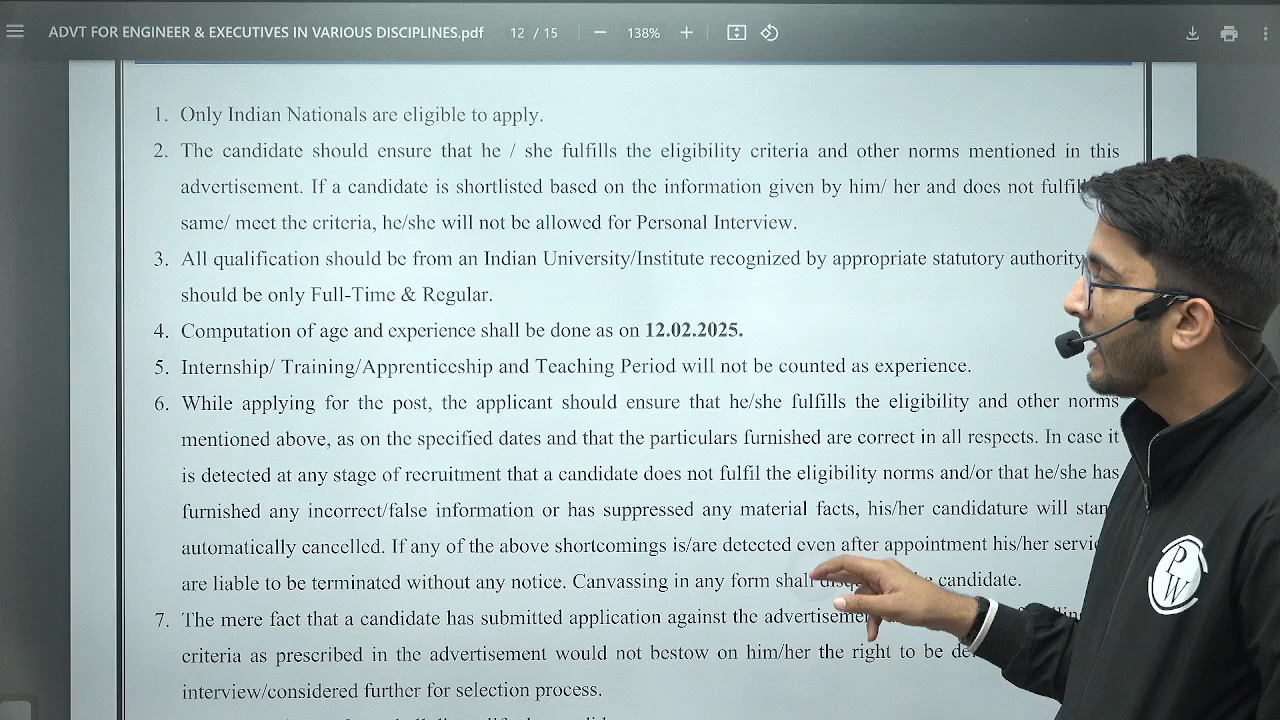 ADVT FOR ENGINEER & EXECUTIVES IN VARIOUS DISCIPLINES.pdf 12 / 15 138%
1. Only Indian Nationals are eligible to apply.
2. The candidate should ensure that he / she fulfills the eligibility criteria and other norms mentioned in this
advertisement. If a candidate is shortlisted based on the information given by him/ her and does not
same/ meet the criteria, he/she will not be allowed for Personal Interview.
3. All qualification should be from an Indian University/Institute recognized by appropriate statutory authority
should be only Full-Time & Regular.
4. Computation of age and experience shall be done as on 12.02.2025.
5. Internship/ Training/Apprenticeship and Teaching Period will not be counted as experience.
6. While applying for the post, the applicant should ensure that he/she fulfills the eligibility and other norms
mentioned above, as on the specified dates and that the particulars furnished are correct in all respects. In case it
is detected at any stage of recruitment that a candidate does not fulfil the eligibility norms and/or that he/she has
furnished any incorrect/false information or has suppressed any material facts, his/her candidature will
automatically cancelled. If any of the above shortcomings is/are detected even after appointment his/her
are liable to be terminated without any notice. Canvassing in any form shall candidate.
7. The mere fact that a candidate has submitted application against the
criteria as prescribed in the advertisement would not bestow on him/her the right to be
interview/considered further for selection process.
PW